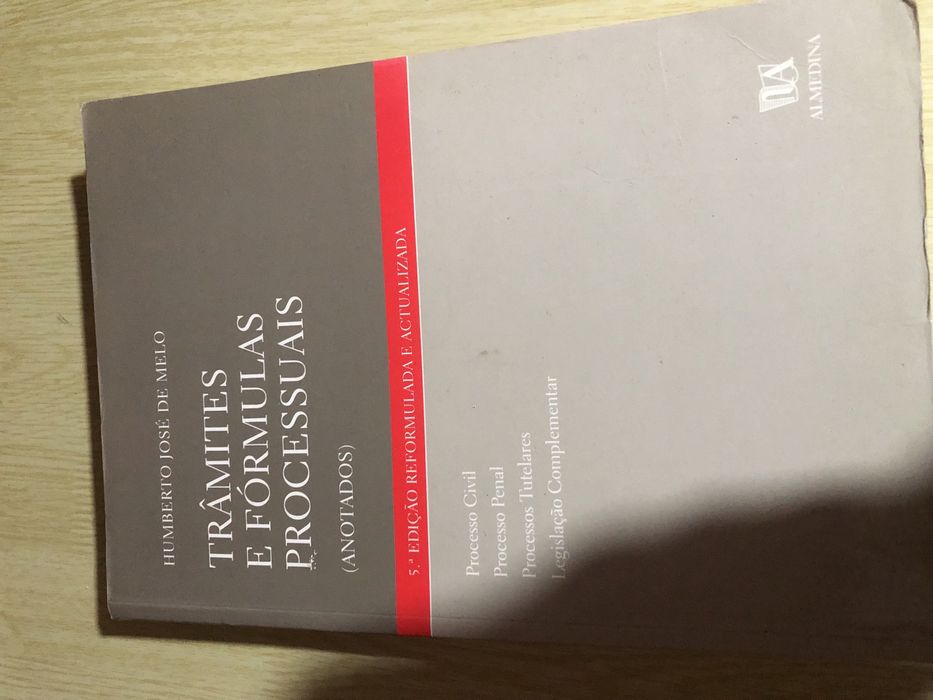 HUMBERTO JOSÉ DE MELO
TRÂMITES
E FÓRMULAS
PROCESSUAIS
(ANOTADOS)
5.ª EDIÇÃO REFORMULADA E ACTUALIZADA
Processo Civil
Processo Penal
Processos Tutelares
Legislação Complementar
ALMEDINA